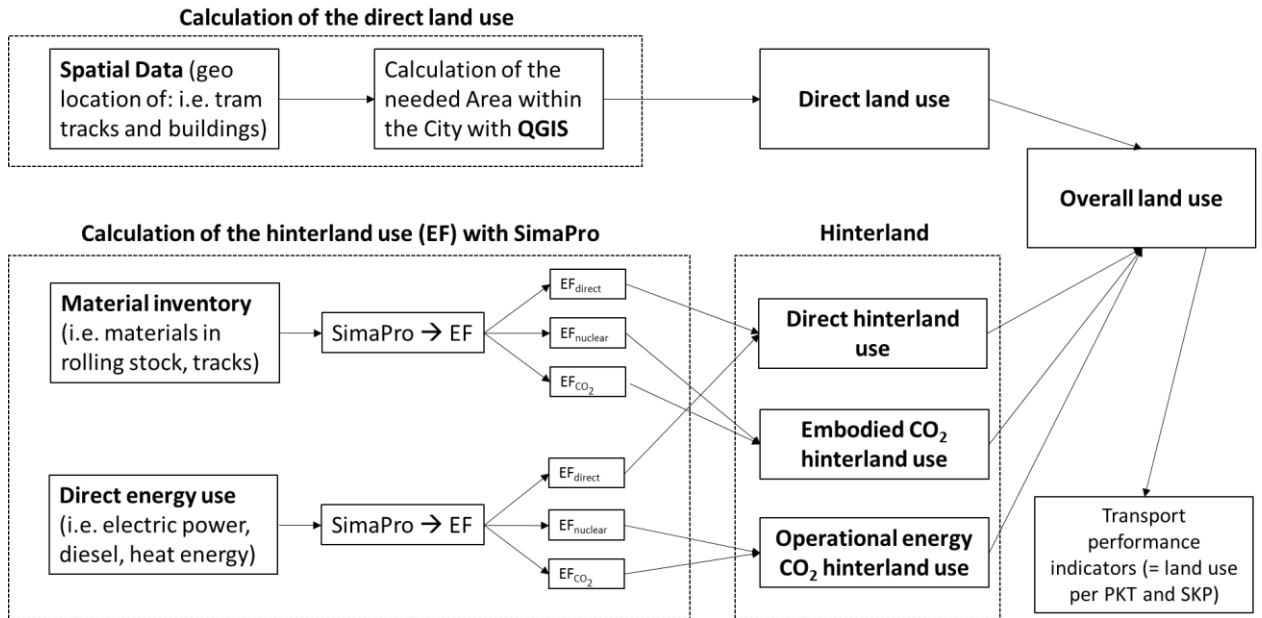 Calculation of the direct land use
Spatial Data (geo
location of: i.e. tram
tracks and buildings)
Calculation of the
needed Area within
the City with QGIS
Direct land use
Overall land use
Calculation of the hinterland use (EF) with SimaPro
Hinterland
Material inventory
(i.e. materials in
rolling stock, tracks)
SimaPro → EF
EFdirect
EFnuclear
EFCO2
Direct hinterland
use
Embodied CO2
hinterland use
Direct energy use
(i.e. electric power,
diesel, heat energy)
SimaPro → EF
EFdirect
EFnuclear
EFCO2
Operational energy
CO2 hinterland use
Transport
performance
indicators (= land use
per PKT and SKP)